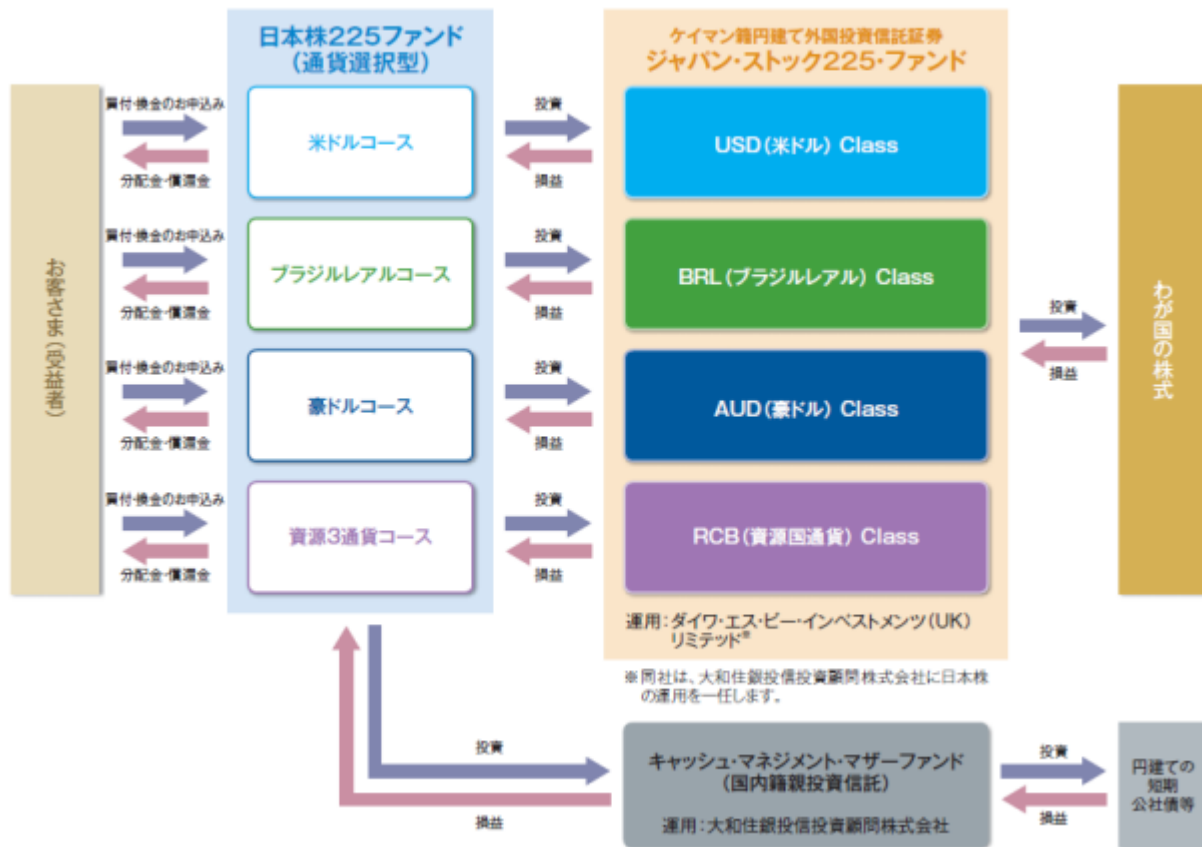 日本株225ファンド
(通貨選択型)
ケイマン籍円建て外国投資信託証券
ジャパン・ストック225・ファンド
お客さま(受益者)
買付・換金のお申込み
分配金・償還金
米ドルコース
投資
損益
USD(米ドル) Class
買付・換金のお申込み
分配金・償還金
ブラジルレアルコース
投資
損益
BRL(ブラジルレアル) Class
買付・換金のお申込み
分配金・償還金
豪ドルコース
投資
損益
AUD(豪ドル) Class
買付・換金のお申込み
分配金・償還金
資源3通貨コース
投資
損益
RCB(資源国通貨) Class
投資
損益
わが国の株式
運用:ダイワ・エス・ビー・インベストメンツ(UK)
リミテッド※
※同社は、大和住銀投信投資顧問株式会社に日本株
の運用を一任します。
投資
損益
キャッシュ・マネジメント・マザーファンド
(国内籍親投資信託)
運用:大和住銀投信投資顧問株式会社
投資
損益
円建ての
短期
公社債等